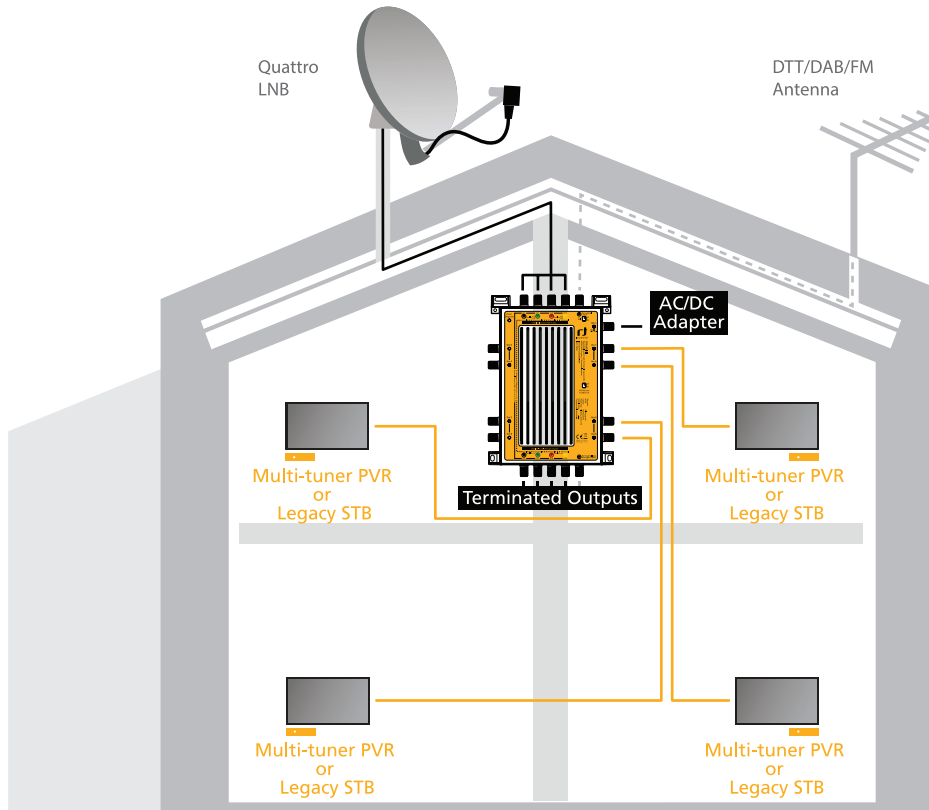 Quattro
LNB
DTT/DAB/FM
Antenna
AC/DC
Adapter
Multi-tuner PVR
or
Legacy STB
Terminated Outputs
Multi-tuner PVR
or
Legacy STB
Multi-tuner PVR
or
Legacy STB
Multi-tuner PVR
or
Legacy STB